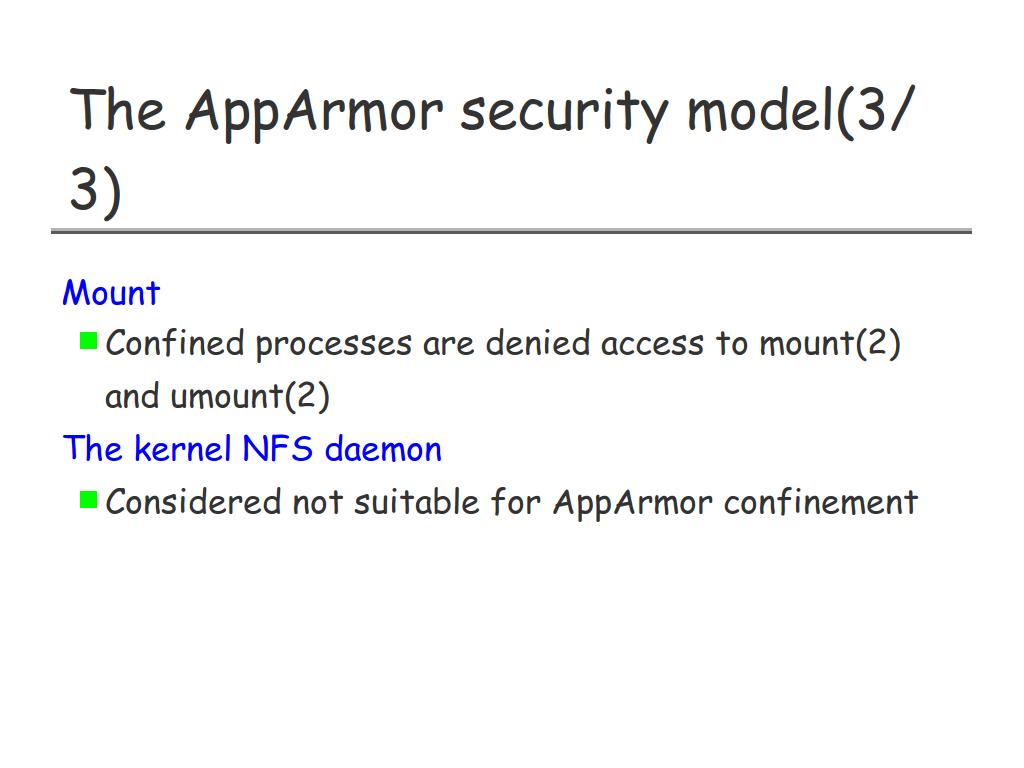 The AppArmor security model(3/
3)
Mount
Confined processes are denied access to mount(2)
and umount(2)
The kernel NFS daemon
Considered not suitable for AppArmor confinement